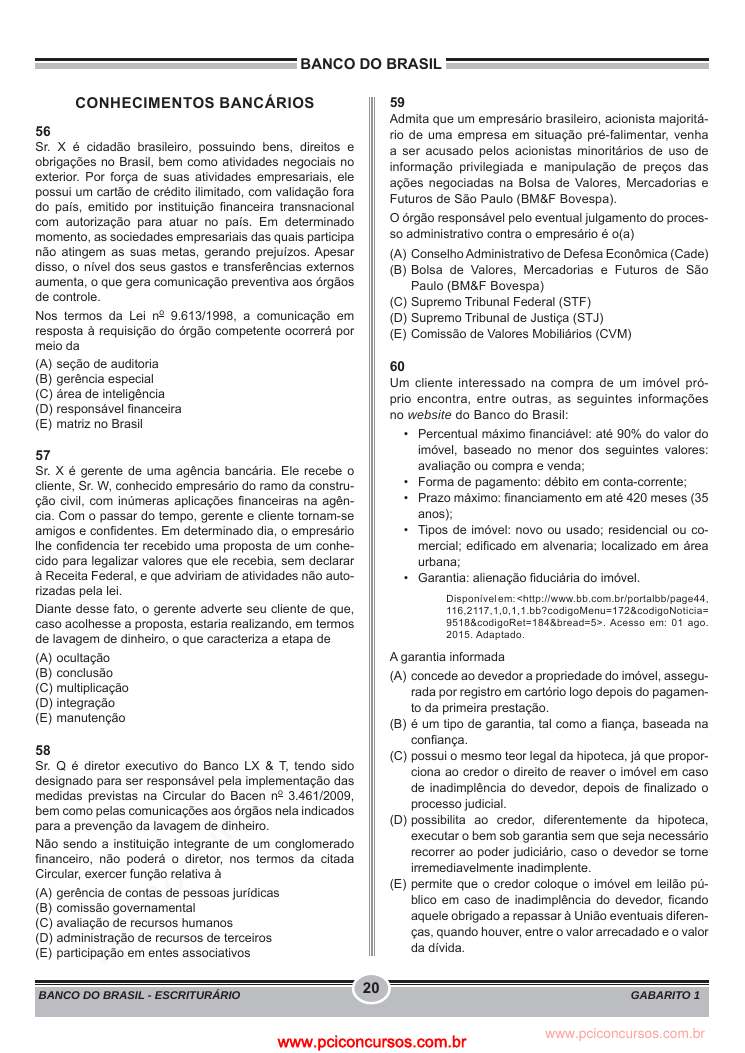 BANCO DO BRASIL
CONHECIMENTOS BANCÁRIOS
56
Sr. X é cidadão brasileiro, possuindo bens, direitos e
obrigações no Brasil, bem como atividades negociais no
exterior. Por força de suas atividades empresariais, ele
possui um cartão de crédito ilimitado, com validação fora
do país, emitido por instituição financeira transnacional
com autorização para atuar no país. Em determinado
momento, as sociedades empresariais das quais participa
não atingem as suas metas, gerando prejuízos. Apesar
disso, o nível dos seus gastos e transferências externos
aumenta, o que gera comunicação preventiva aos órgãos
de controle.
Nos termos da Lei nº 9.613/1998, a comunicação em
resposta à requisição do órgão competente ocorrerá por
meio da
(A) seção de auditoria
(B) gerência especial
(C) área de inteligência
(D) responsável financeira
(E) matriz no Brasil
57
Sr. X é gerente de uma agência bancária. Ele recebe o
cliente, Sr. W, conhecido empresário do ramo da constru-
ção civil, com inúmeras aplicações financeiras na agên-
cia. Com o passar do tempo, gerente e cliente tornam-se
amigos e confidentes. Em determinado dia, o empresário
lhe confidencia ter recebido uma proposta de um conhe-
cido para legalizar valores que ele recebia, sem declarar
à Receita Federal, e que adviriam de atividades não auto-
rizadas pela lei.
Diante desse fato, o gerente adverte seu cliente de que,
caso acolhesse a proposta, estaria realizando, em termos
de lavagem de dinheiro, o que caracteriza a etapa de
(A) ocultação
(B) conclusão
(C) multiplicação
(D) integração
(E) manutenção
58
Sr. Q é diretor executivo do Banco LX & T, tendo sido
designado para ser responsável pela implementação das
medidas previstas na Circular do Bacen nº 3.461/2009,
bem como pelas comunicações aos órgãos nela indicados
para a prevenção da lavagem de dinheiro.
Não sendo a instituição integrante de um conglomerado
financeiro, não poderá o diretor, nos termos da citada
Circular, exercer função relativa à
(A) gerência de contas de pessoas jurídicas
(B) comissão governamental
(C) avaliação de recursos humanos
(D) administração de recursos de terceiros
(E) participação em entes associativos
59
Admita que um empresário brasileiro, acionista majoritá-
rio de uma empresa em situação pré-falimentar, venha
a ser acusado pelos acionistas minoritários de uso de
informação privilegiada e manipulação de preços das
ações negociadas na Bolsa de Valores, Mercadorias e
Futuros de São Paulo (BM&F Bovespa).
O órgão responsável pelo eventual julgamento do proces-
so administrativo contra o empresário é o(a)
(A) Conselho Administrativo de Defesa Econômica (Cade)
(B) Bolsa de Valores, Mercadorias e Futuros de São
Paulo (BM&F Bovespa)
(C) Supremo Tribunal Federal (STF)
(D) Supremo Tribunal de Justiça (STJ)
(E) Comissão de Valores Mobiliários (CVM)
60
Um cliente interessado na compra de um imóvel pró-
prio encontra, entre outras, as seguintes informações
no website do Banco do Brasil:
• Percentual máximo financiável: até 90% do valor do
imóvel, baseado no menor dos seguintes valores:
avaliação ou compra e venda;
• Forma de pagamento: débito em conta-corrente;
• Prazo máximo: financiamento em até 420 meses (35
anos);
• Tipos de imóvel: novo ou usado; residencial ou co-
mercial; edificado em alvenaria; localizado em área
urbana;
• Garantia: alienação fiduciária do imóvel.
Disponível em: <http://www.bb.com.br/portalbb/page44,
116,2117,1,0,1,1.bb?codigoMenu=172&codigoNoticia=
9518&codigoRet=184&bread=5>. Acesso em: 01 ago.
2015. Adaptado.
A garantia informada
(A) concede ao devedor a propriedade do imóvel, assegu-
rada por registro em cartório logo depois do pagamen-
to da primeira prestação.
(B) é um tipo de garantia, tal como a fiança, baseada na
confiança.
(C) possui o mesmo teor legal da hipoteca, já que propor-
ciona ao credor o direito de reaver o imóvel em caso
de inadimplência do devedor, depois de finalizado o
processo judicial.
(D) possibilita ao credor, diferentemente da hipoteca,
executar o bem sob garantia sem que seja necessário
recorrer ao poder judiciário, caso o devedor se torne
irremediavelmente inadimplente.
(E) permite que o credor coloque o imóvel em leilão pú-
blico em caso de inadimplência do devedor, ficando
aquele obrigado a repassar à União eventuais diferen-
ças, quando houver, entre o valor arrecadado e o valor
da dívida.
BANCO DO BRASIL - ESCRITURÁRIO
20
GABARITO 1
www.pciconcursos.com.br
www.pciconcursos.com.br